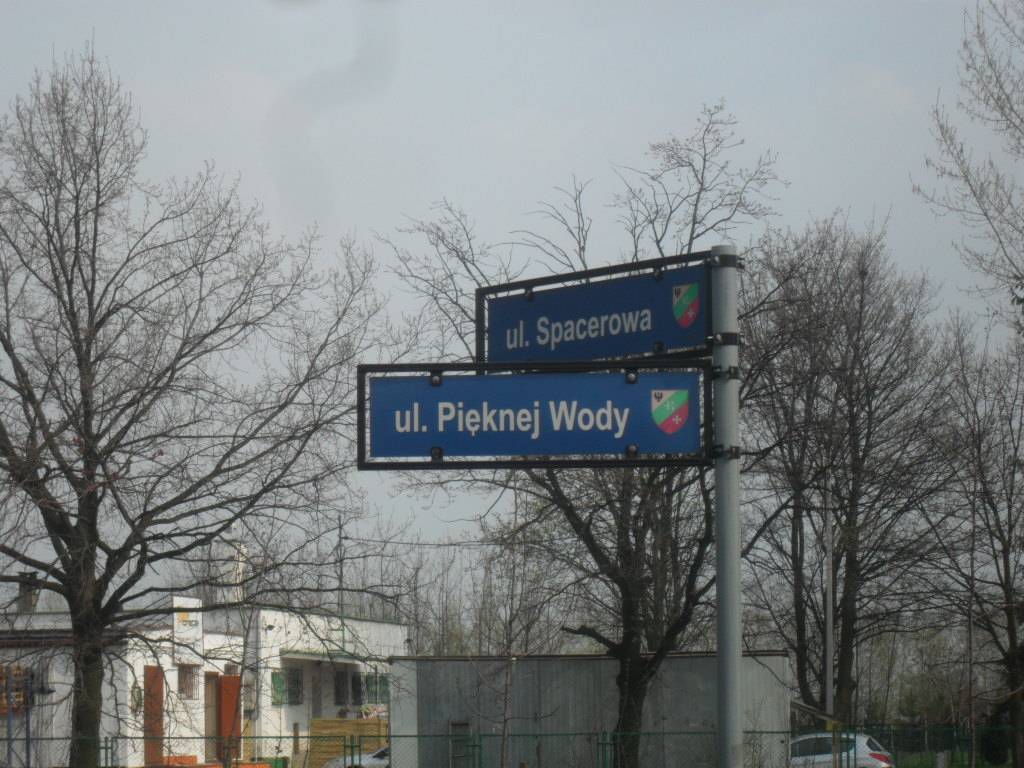 ul. Spacerowa
ul. Pięknej Wody